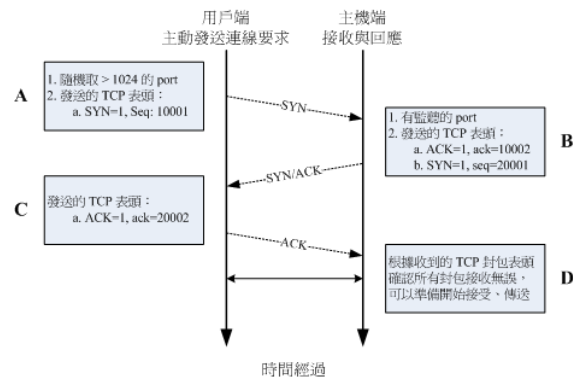 用戶端
主動發送連線要求
主機端
接收與回應
A
1. 隨機取 > 1024 的 port
2. 發送的 TCP 表頭：
a. SYN=1, Seq: 10001
SYN
1. 有監聽的 port
2. 發送的 TCP 表頭：
a. ACK=1, ack=10002
b. SYN=1, seq=20001
B
SYN/ACK
C
發送的 TCP 表頭：
a. ACK=1, ack=20002
ACK
根據收到的 TCP 封包表頭
確認所有封包接收無誤，
可以準備開始接受、傳送
D
時間經過